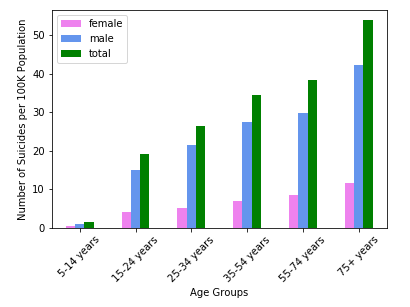 female
male
total
Number of Suicides per 100K Population
50
40
30
20
10
0
5-14 years
15-24 years
25-34 years
35-54 years
55-74 years
75+ years
Age Groups